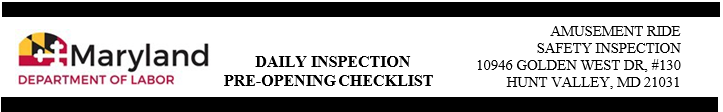 Maryland
DEPARTMENT OF LABOR
DAILY INSPECTION
PRE-OPENING CHECKLIST
AMUSEMENT RIDE
SAFETY INSPECTION
10946 GOLDEN WEST DR, #130
HUNT VALLEY, MD 21031